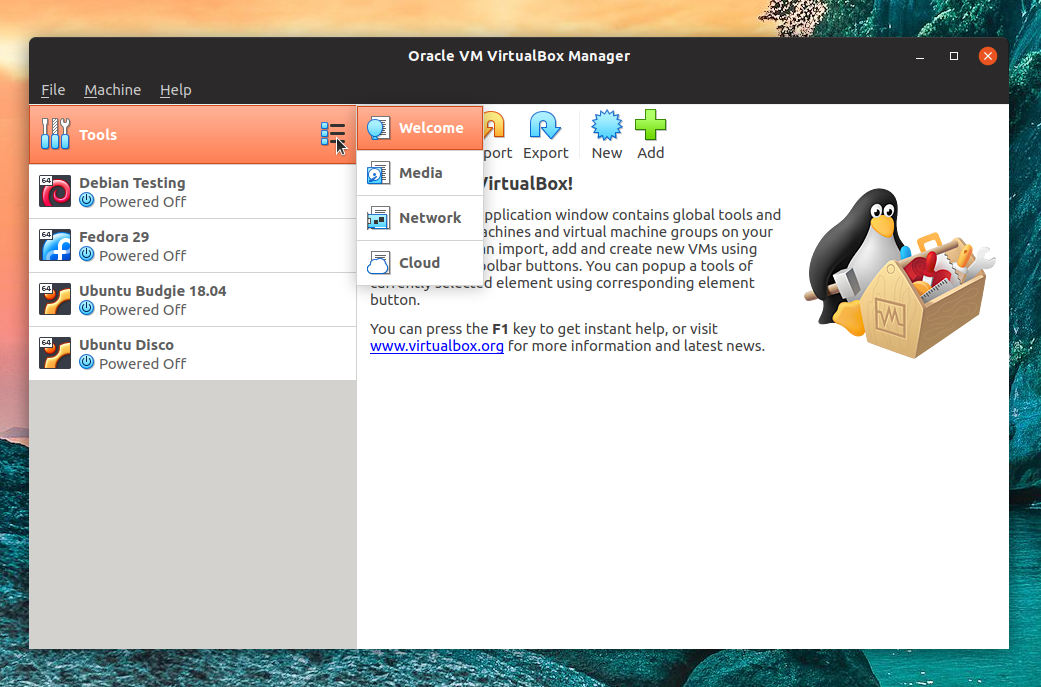 Oracle VM VirtualBox Manager
File Machine Help
Tools
Welcome
Media
Network
Cloud
port Export New Add
64 Debian Testing
Powered Off
64 Fedora 29
Powered Off
64 Ubuntu Budgie 18.04
Powered Off
64 Ubuntu Disco
Powered Off
VirtualBox!
pplication window contains global tools and
achines and virtual machine groups on your
an import, add and create new VMs using
olbar buttons. You can popup a tools of
currently selected element using corresponding element
button.
You can press the F1 key to get instant help, or visit
www.virtualbox.org for more information and latest news.